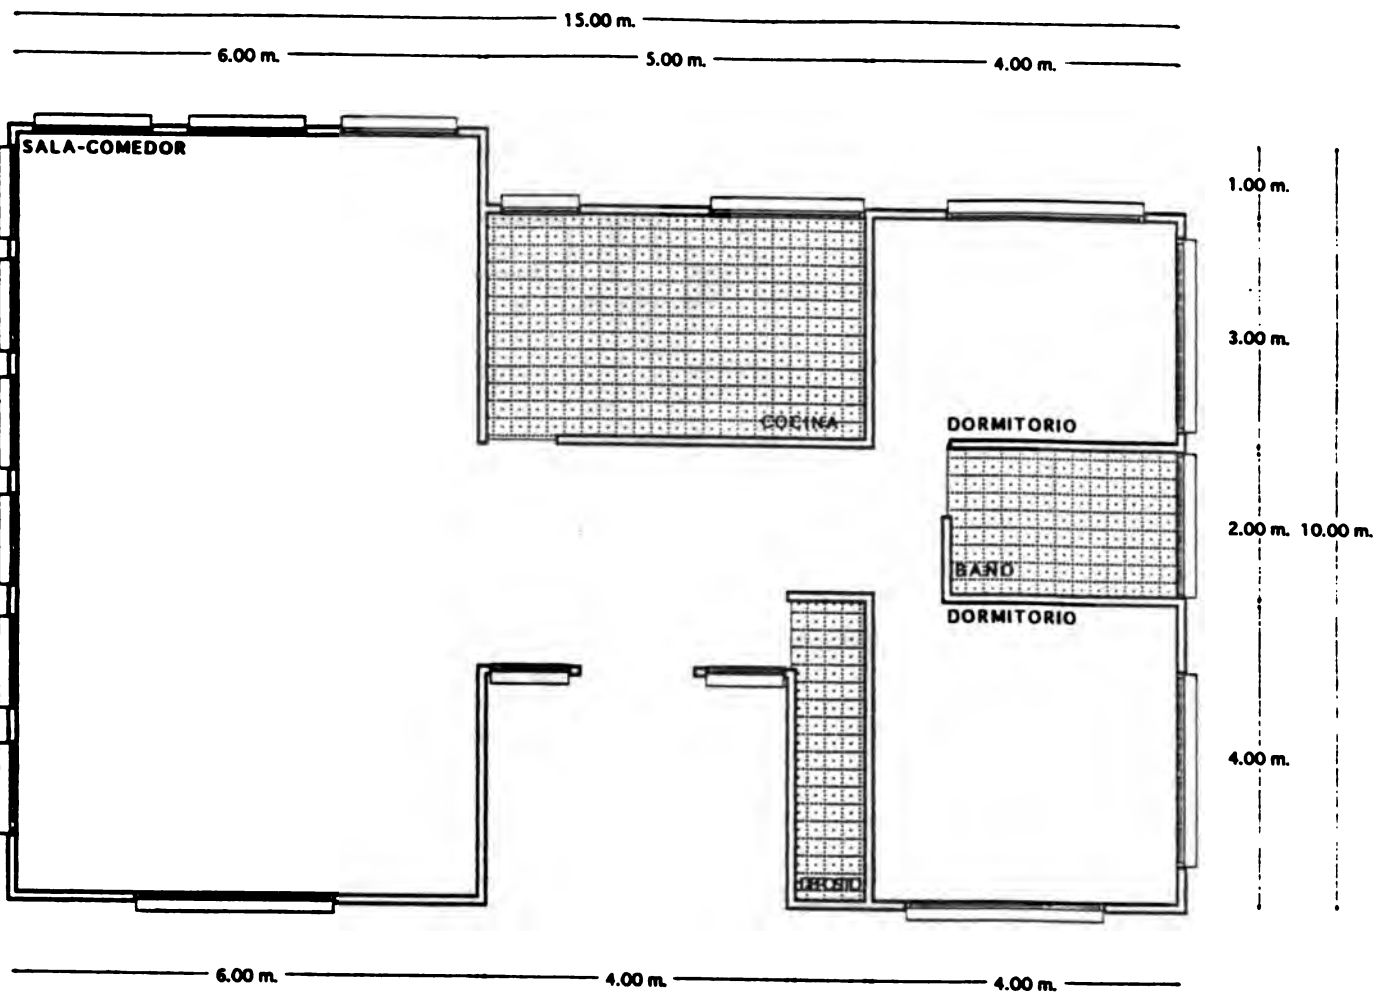 15.00 m.
6.00 m.
5.00 m.
4.00 m.
SALA-COMEDOR
1.00 m.
3.00 m.
COCINA
DORMITORIO
2.00 m.
10.00 m.
BAÑO
DORMITORIO
4.00 m.
6.00 m.
4.00 m.
4.00 m.